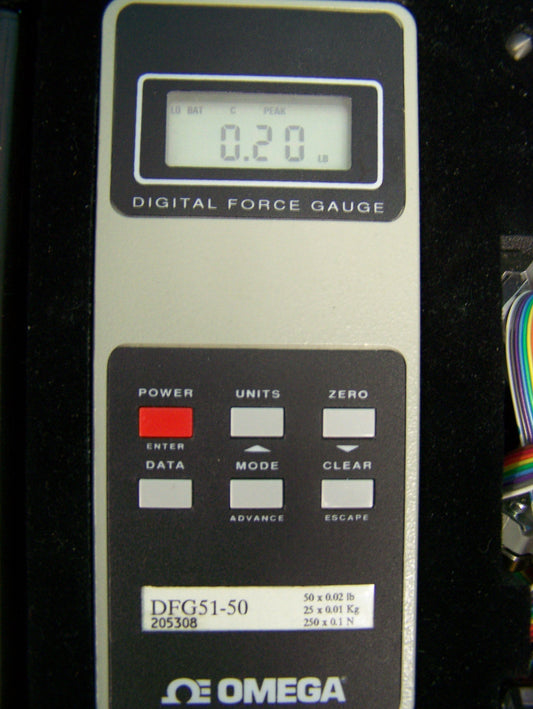 LO BAT C PEAK
0.20 LB
DIGITAL FORCE GAUGE
POWER UNITS ZERO
ENTER
DATA MODE CLEAR
ADVANCE ESCAPE
DFG51-50
205308
50 x 0.02 lb
25 x 0.01 Kg
250 x 0.1 N
OMEGA